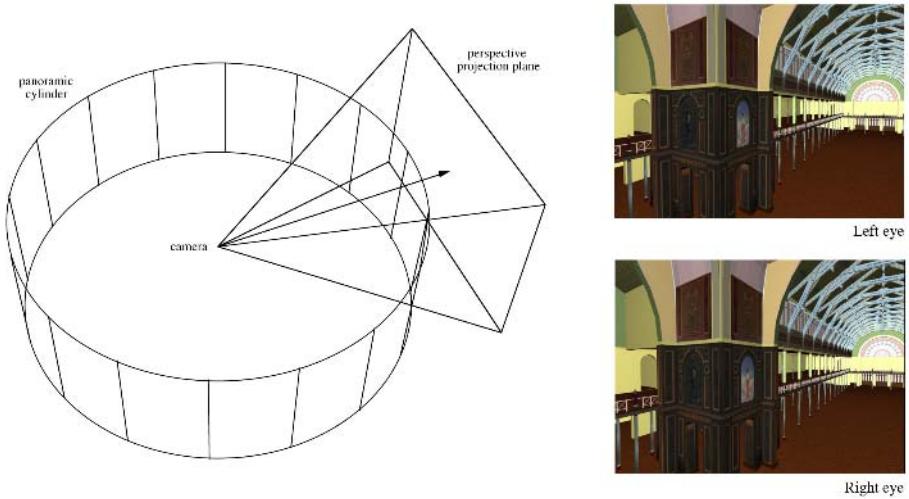 panoramic
cylinder
perspective
projection plane
camera
Left eye
Right eye